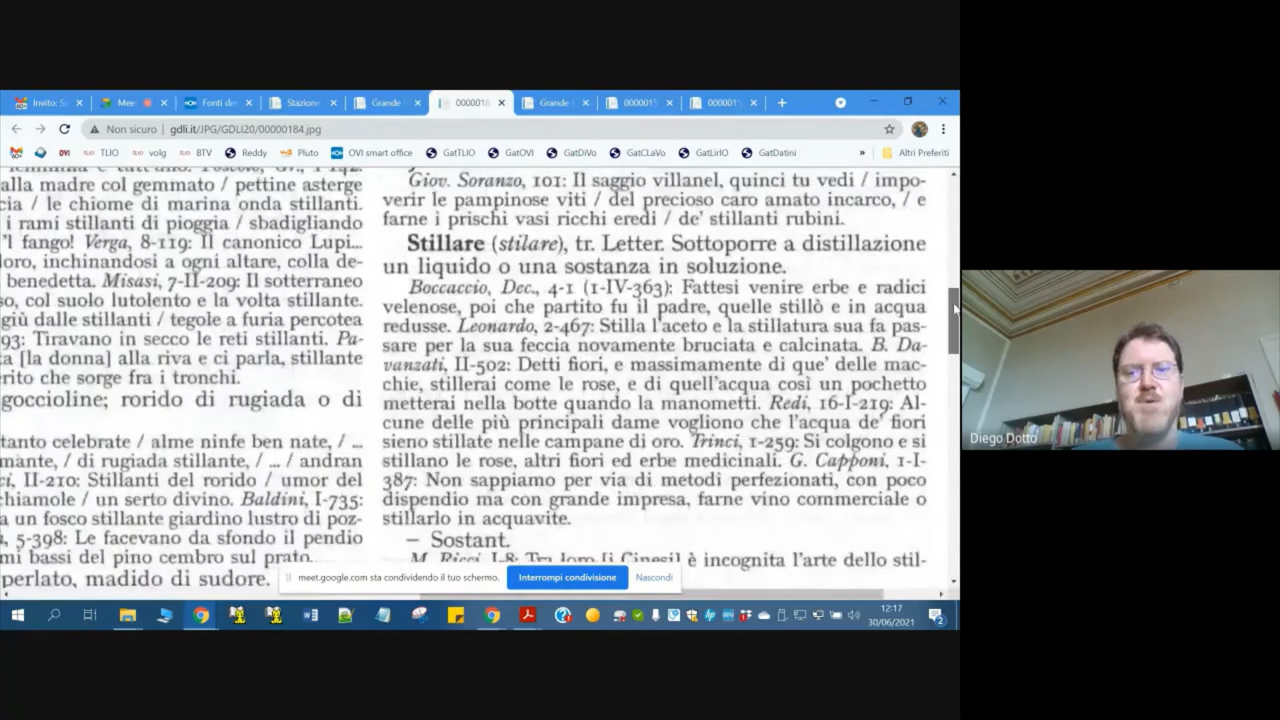 Invito: S
Meet
Fonti de
Stazione
Grande
0000018
Grande
000001
000001
Non sicuro | gdli.it/JPG/GDLI20/00000184.jpg
OVI
TLIO TLIO
TLIO volg
TLIO BTV
Reddy
Pluto
OVI smart office
GatTLIO
GatOVI
GatDiVo
GatCLaVo
GatLirIO
GatDatini
»
Altri Preferiti
alla madre col gemmato / pettine asterge
cia / le chiome di marina onda stillanti.
i rami stillanti di pioggia / sbadigliando
'l fango! Verga, 8-119: Il canonico Lupi...
loro, inchinandosi a ogni altare, colla de-
benedetta. Misasi, 7-II-209: Il sotterraneo
so, col suolo lutolento e la volta stillante.
giù dalle stillanti / tegole a furia percotea
93: Tiravano in secco le reti stillanti. Pa-
a [la donna] alla riva e ci parla, stillante
rito che sorge fra i tronchi.
goccioline; rorido di rugiada o di
tanto celebrate / alme ninfe ben nate, / ...
mante, / di rugiada stillante, / ... / andran
ci, II-210: Stillanti del rorido / umor del
chiamole / un serto divino. Baldini, I-735:
a un fosco stillante giardino lustro di poz-
, 5-398: Le facevano da sfondo il pendio
mi bassi del pino cembro sul prato.
perlato, madido di sudore.
Giov. Soranzo, 101: Il saggio villanel, quinci tu vedi / impo-
verir le pampinose viti / del precioso caro amato incarco, / e
farne i prischi vasi ricchi eredi / de' stillanti rubini.
Stillare (stilare), tr. Letter. Sottoporre a distillazione
un liquido o una sostanza in soluzione.
Boccaccio, Dec., 4-1 (1-IV-363): Fattesi venire erbe e radici
velenose, poi che partito fu il padre, quelle stillò e in acqua
redusse. Leonardo, 2-467: Stilla l'aceto e la stillatura sua fa pas-
sare per la sua feccia novamente bruciata e calcinata. B. Da-
vanzati, II-502: Detti fiori, e massimamente di que' delle mac-
chie, stillerai come le rose, e di quell'acqua così un pochetto
metterai nella botte quando la manometti. Redi, 16-I-219: Al-
cune delle più principali dame vogliono che l'acqua de' fiori
sieno stillate nelle campane di oro. Trinci, 1-259: Si colgono e si
stillano le rose, altri fiori ed erbe medicinali. G. Capponi, 1-I-
387: Non sappiamo per via di metodi perfezionati, con poco
dispendio ma con grande impresa, farne vino commerciale o
stillarlo in acquavite.
– Sostant.
M. Ricci, I-8: Tra loro [i Cinesi] è incognita l'arte dello stil-
meet.google.com sta condividendo il tuo schermo.
Interrompi condivisione
Nascondi
12:17
30/06/2021
2
Diego Dotto